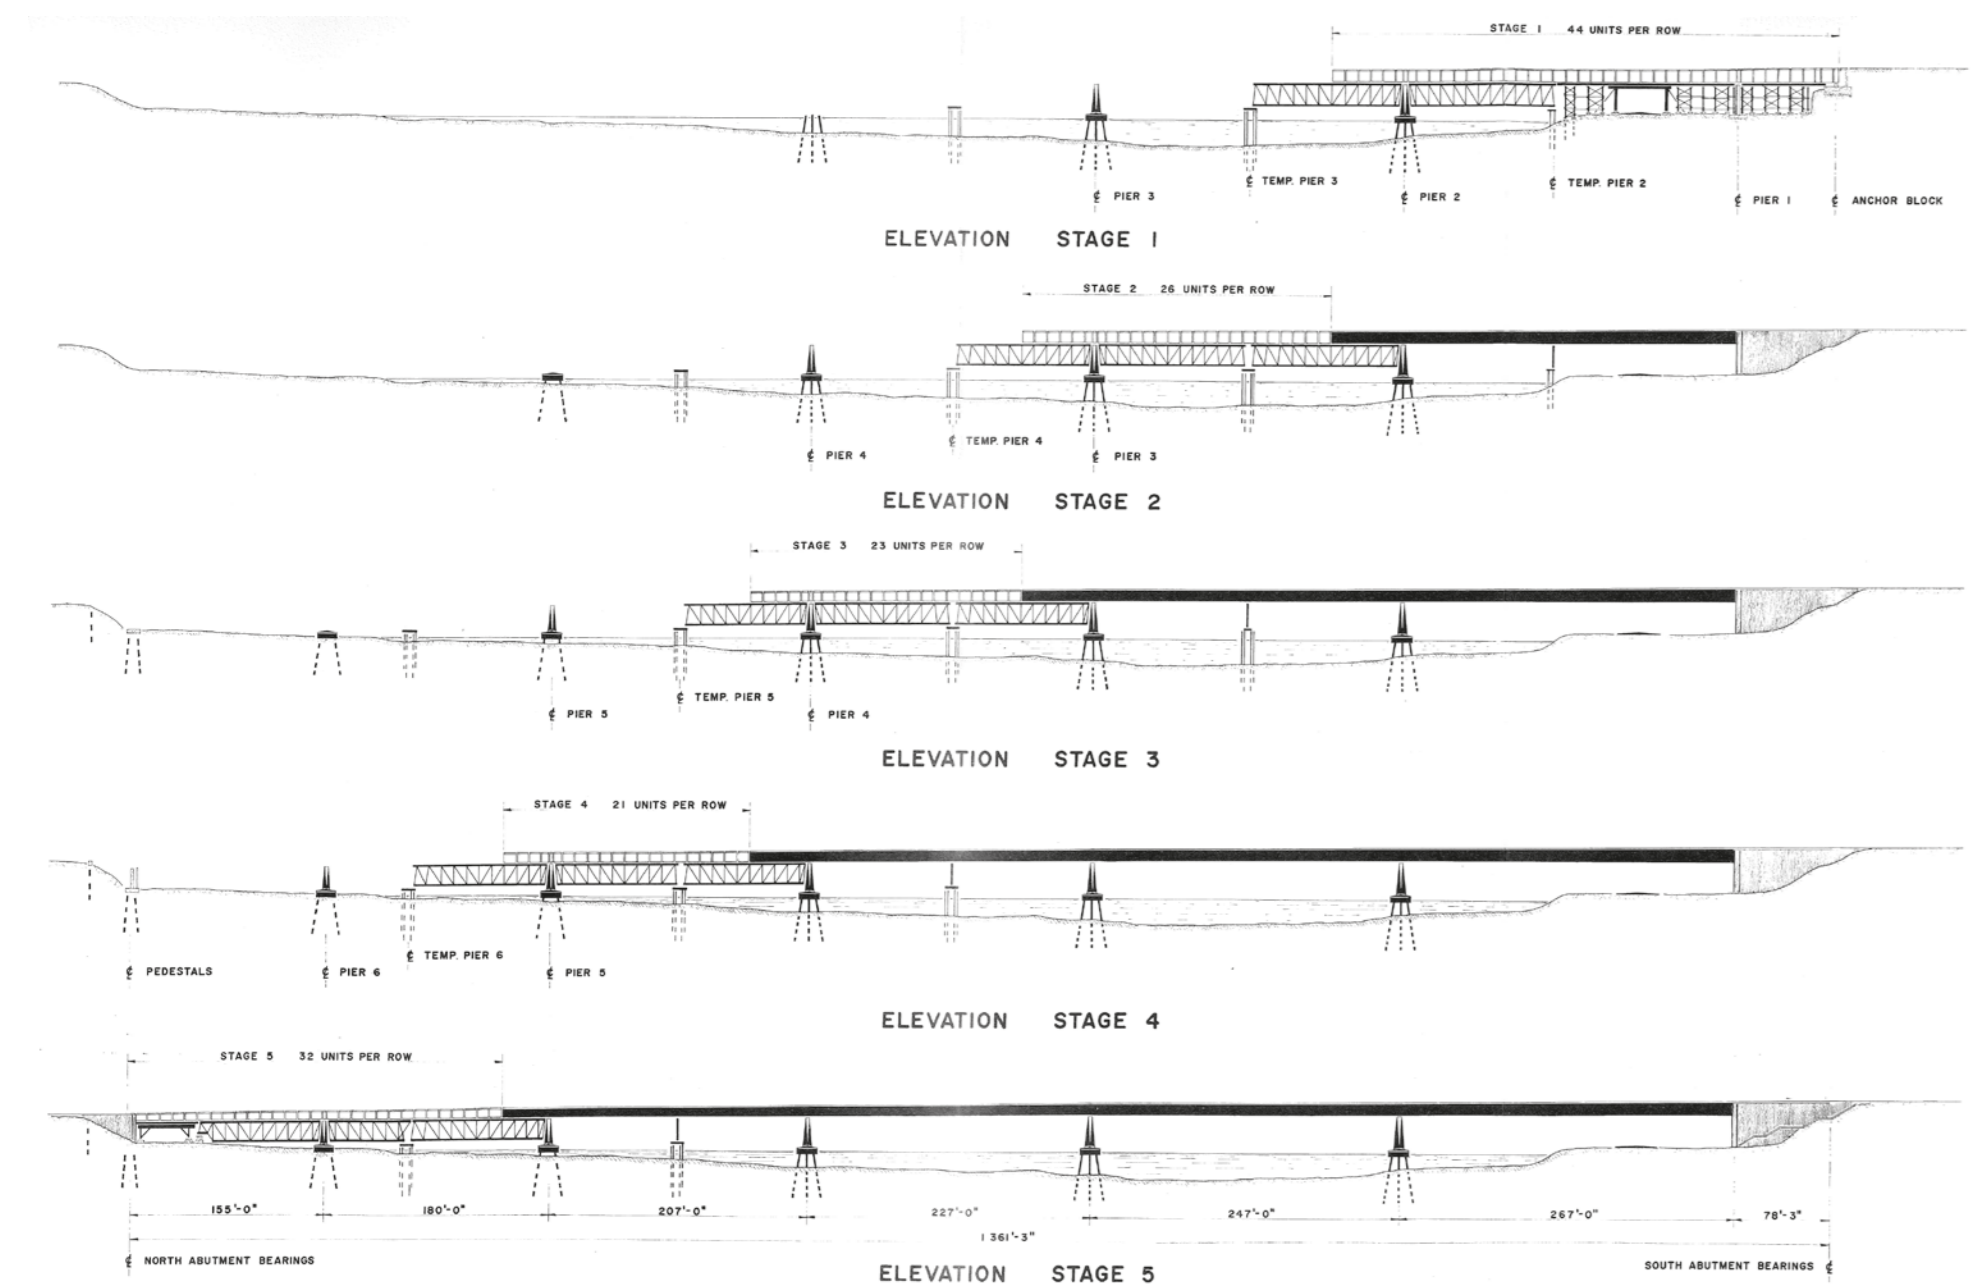 STAGE 1 44 UNITS PER ROW
℄ PIER 3
℄ TEMP. PIER 3
℄ PIER 2
℄ TEMP. PIER 2
℄ PIER 1
℄ ANCHOR BLOCK
ELEVATION STAGE 1
STAGE 2 26 UNITS PER ROW
℄ TEMP. PIER 4
℄ PIER 4
℄ PIER 3
ELEVATION STAGE 2
STAGE 3 23 UNITS PER ROW
℄ TEMP. PIER 5
℄ PIER 5
℄ PIER 4
ELEVATION STAGE 3
STAGE 4 21 UNITS PER ROW
℄ TEMP. PIER 6
℄ PEDESTALS
℄ PIER 6
℄ PIER 5
ELEVATION STAGE 4
STAGE 5 32 UNITS PER ROW
155'-0" 180'-0" 207'-0" 227'-0" 247'-0" 267'-0" 78'-3"
1361'-3"
℄ NORTH ABUTMENT BEARINGS
SOUTH ABUTMENT BEARINGS ℄
ELEVATION STAGE 5